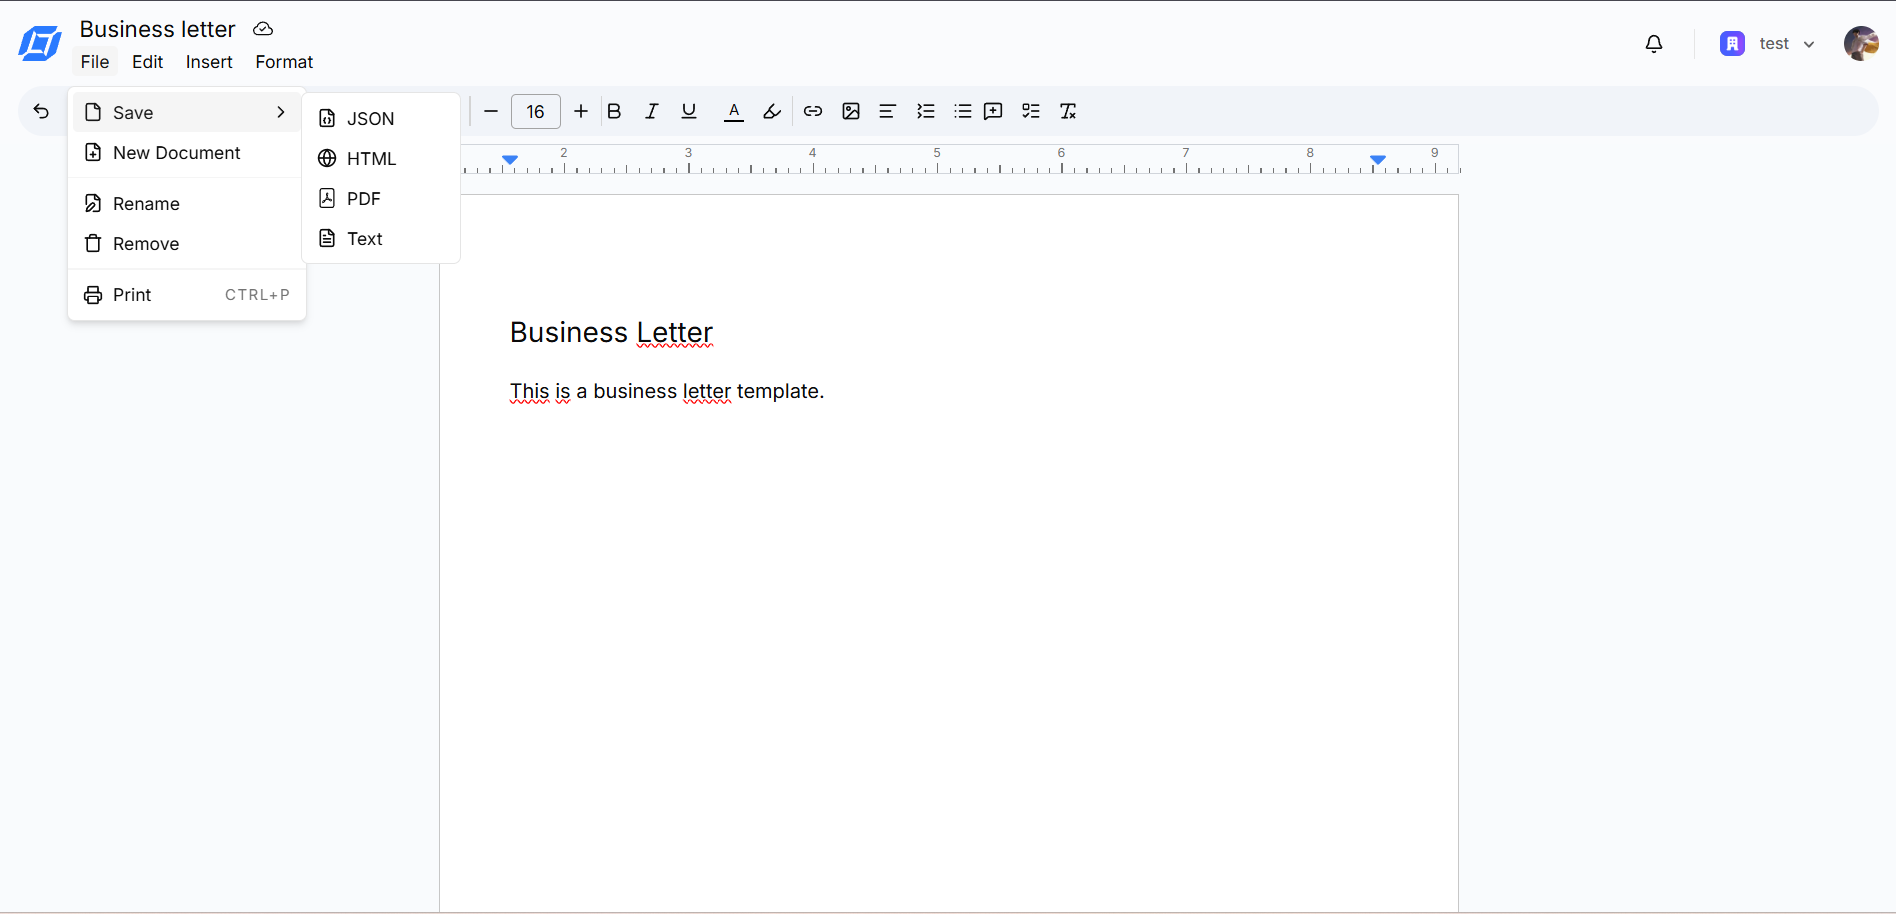 Business letter
File Edit Insert Format
test
Save
New Document
Rename
Remove
Print CTRL+P
JSON
HTML
PDF
Text
16
2 3 4 5 6 7 8 9
Business Letter
This is a business letter template.